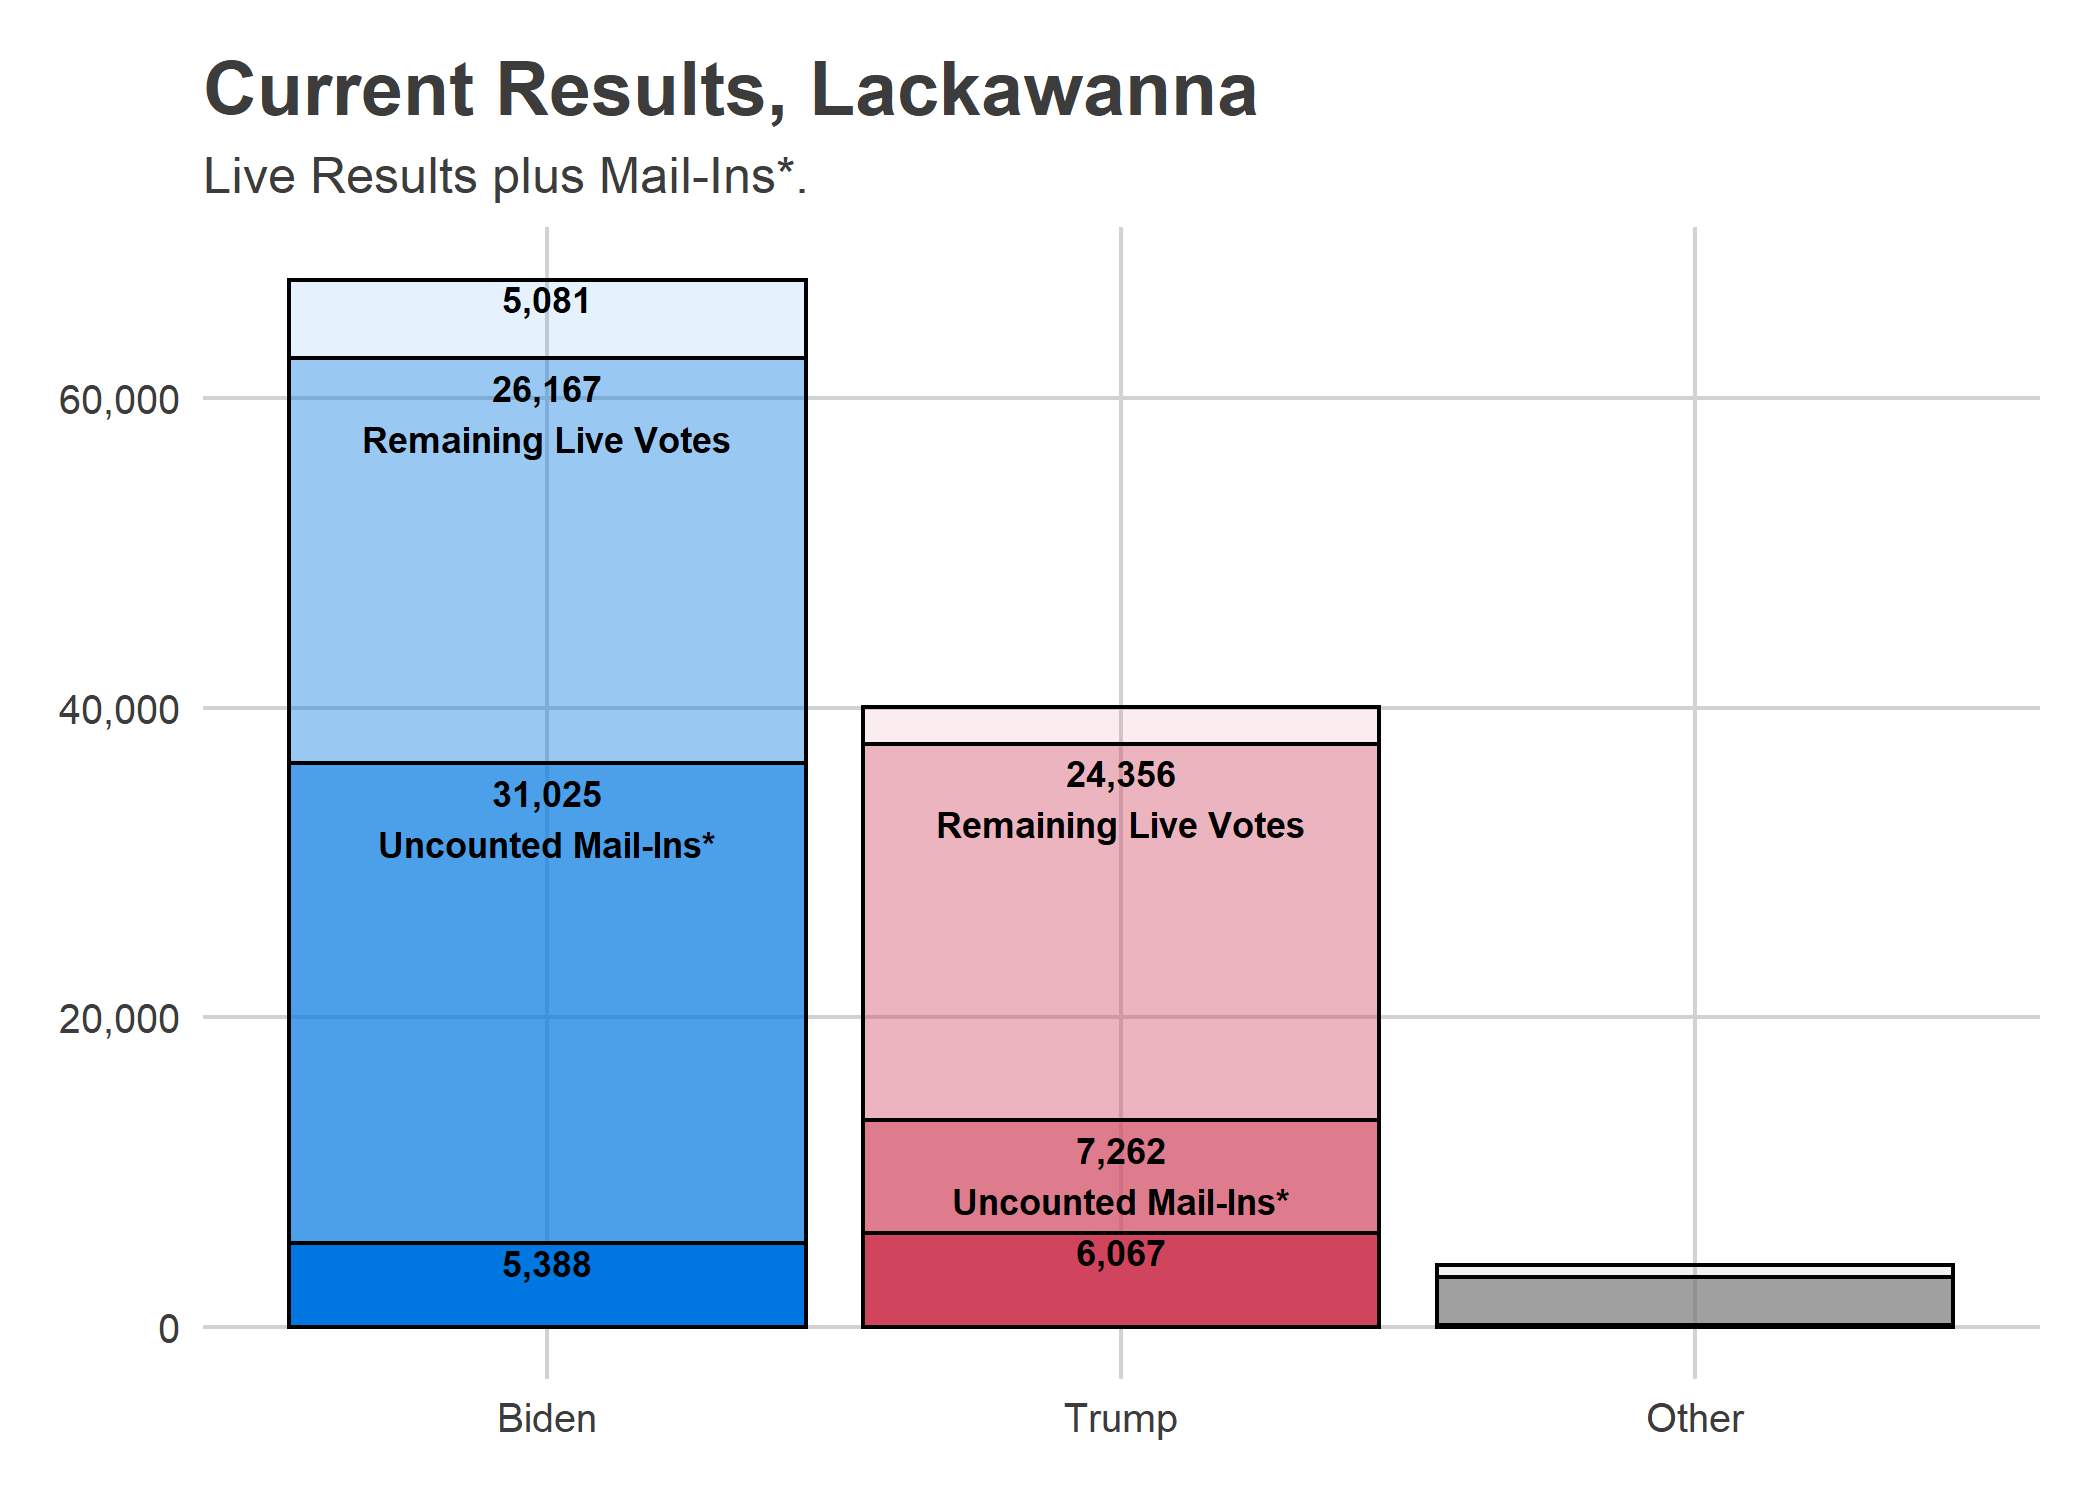 Current Results, Lackawanna
Live Results plus Mail-Ins*.
5,081
60,000
26,167
Remaining Live Votes
40,000
31,025
Uncounted Mail-Ins*
24,356
Remaining Live Votes
20,000
7,262
Uncounted Mail-Ins*
5,388
6,067
0
Biden
Trump
Other